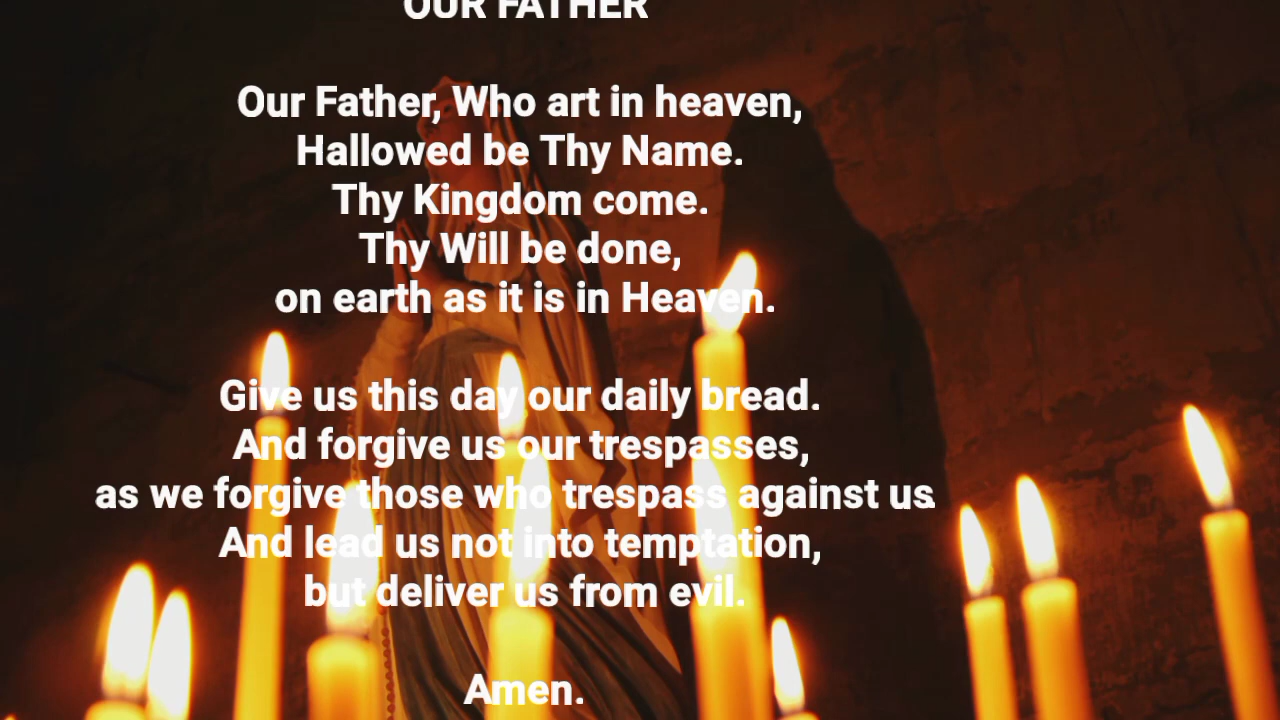 OUR FATHER
Our Father, Who art in heaven,
Hallowed be Thy Name.
Thy Kingdom come.
Thy Will be done,
on earth as it is in Heaven.
Give us this day our daily bread.
And forgive us our trespasses,
as we forgive those who trespass against us.
And lead us not into temptation,
but deliver us from evil.
Amen.